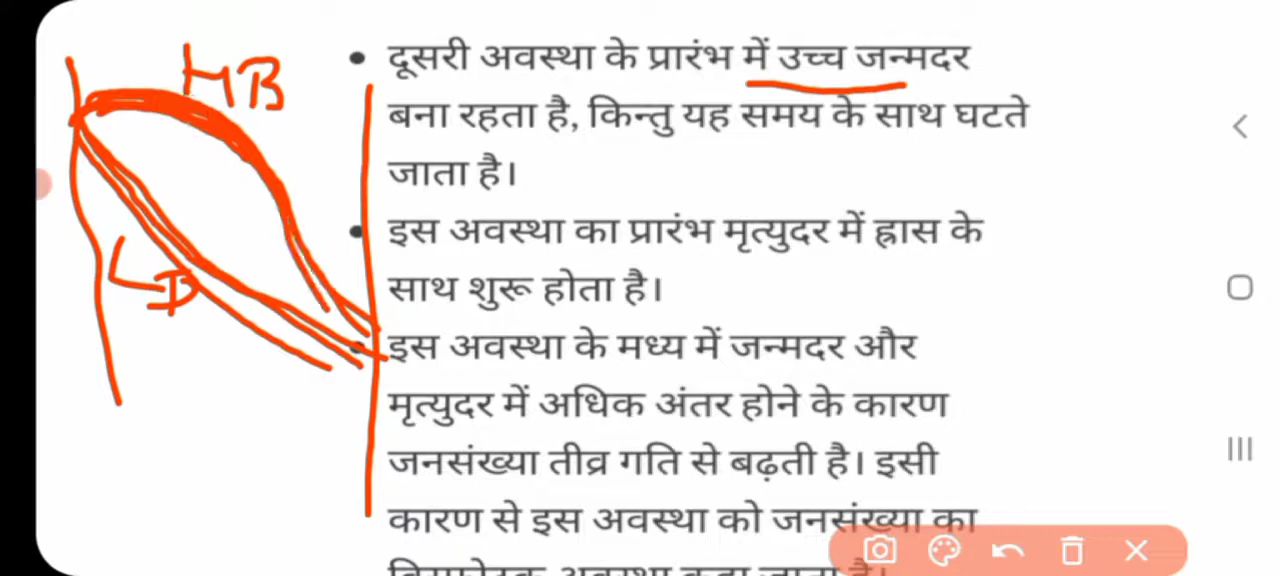 HB
LD
• दूसरी अवस्था के प्रारंभ में उच्च जन्मदर
बना रहता है, किन्तु यह समय के साथ घटते
जाता है।
• इस अवस्था का प्रारंभ मृत्युदर में ह्रास के
साथ शुरू होता है।
• इस अवस्था के मध्य में जन्मदर और
मृत्युदर में अधिक अंतर होने के कारण
जनसंख्या तीव्र गति से बढ़ती है। इसी
कारण से इस अवस्था को जनसंख्या का